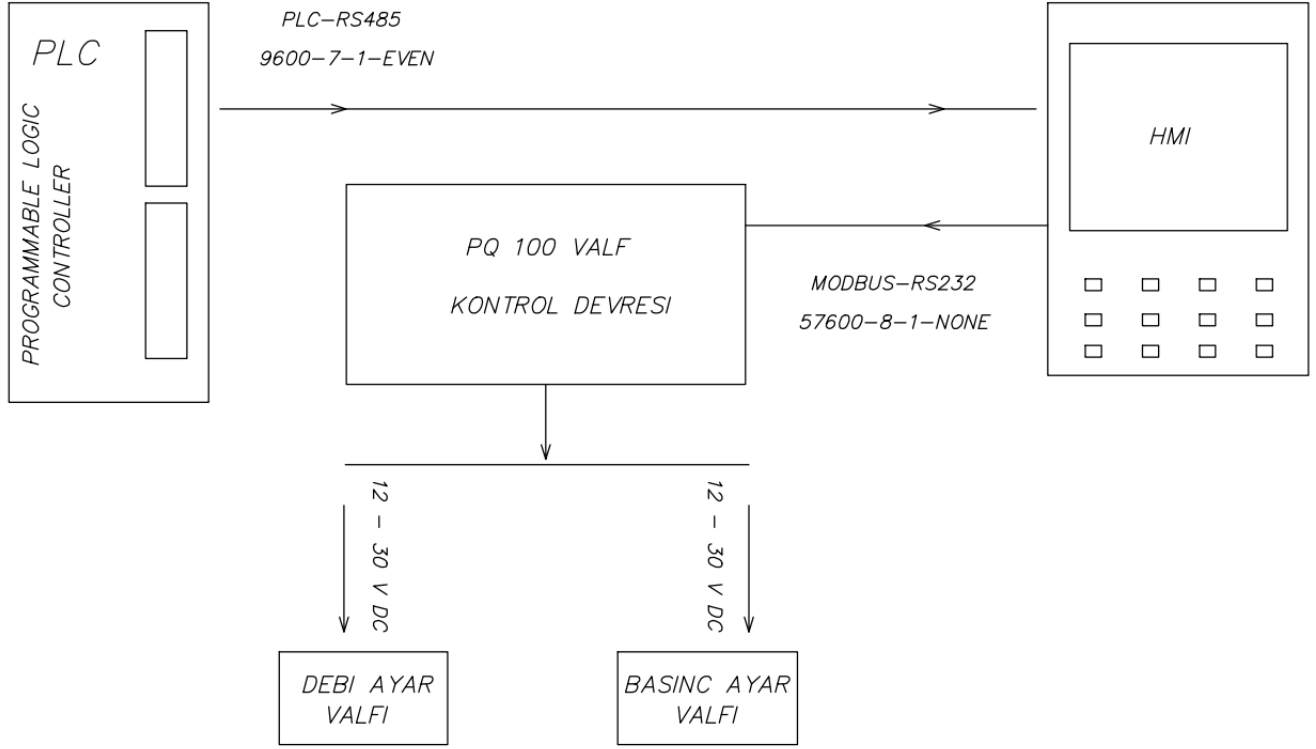 PLC
PROGRAMMABLE LOGIC
CONTROLLER
PLC-RS485
9600-7-1-EVEN
HMI
PQ 100 VALF
KONTROL DEVRESI
MODBUS-RS232
57600-8-1-NONE
12 - 30 V DC
12 - 30 V DC
DEBI AYAR
VALFI
BASINC AYAR
VALFI